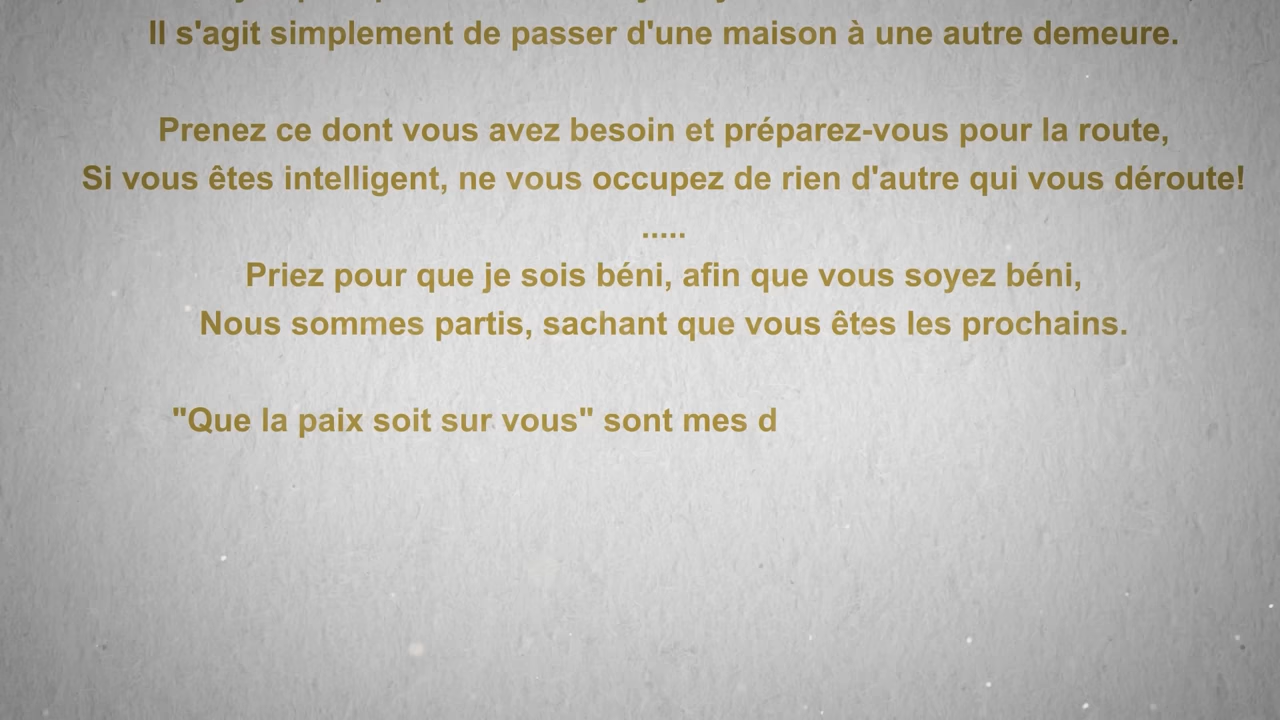 Il s'agit simplement de passer d'une maison à une autre demeure.
Prenez ce dont vous avez besoin et préparez-vous pour la route,
Si vous êtes intelligent, ne vous occupez de rien d'autre qui vous déroute!
.....
Priez pour que je sois béni, afin que vous soyez béni,
Nous sommes partis, sachant que vous êtes les prochains.
"Que la paix soit sur vous" sont mes d